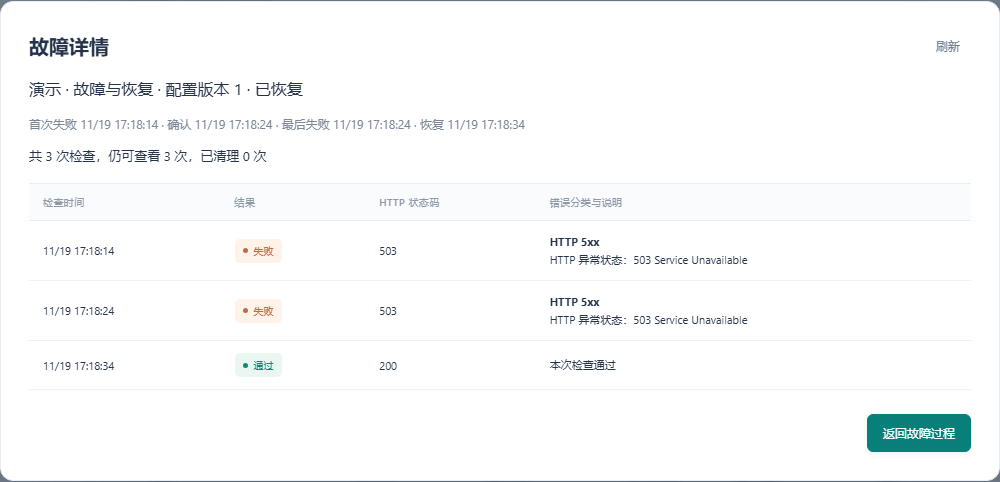 故障详情
刷新
演示 · 故障与恢复 · 配置版本 1 · 已恢复
首次失败 11/19 17:18:14 · 确认 11/19 17:18:24 · 最后失败 11/19 17:18:24 · 恢复 11/19 17:18:34
共 3 次检查，仍可查看 3 次，已清理 0 次
检查时间 结果 HTTP 状态码 错误分类与说明
11/19 17:18:14 失败 503 HTTP 5xx
HTTP 异常状态：503 Service Unavailable
11/19 17:18:24 失败 503 HTTP 5xx
HTTP 异常状态：503 Service Unavailable
11/19 17:18:34 通过 200 本次检查通过
返回故障过程